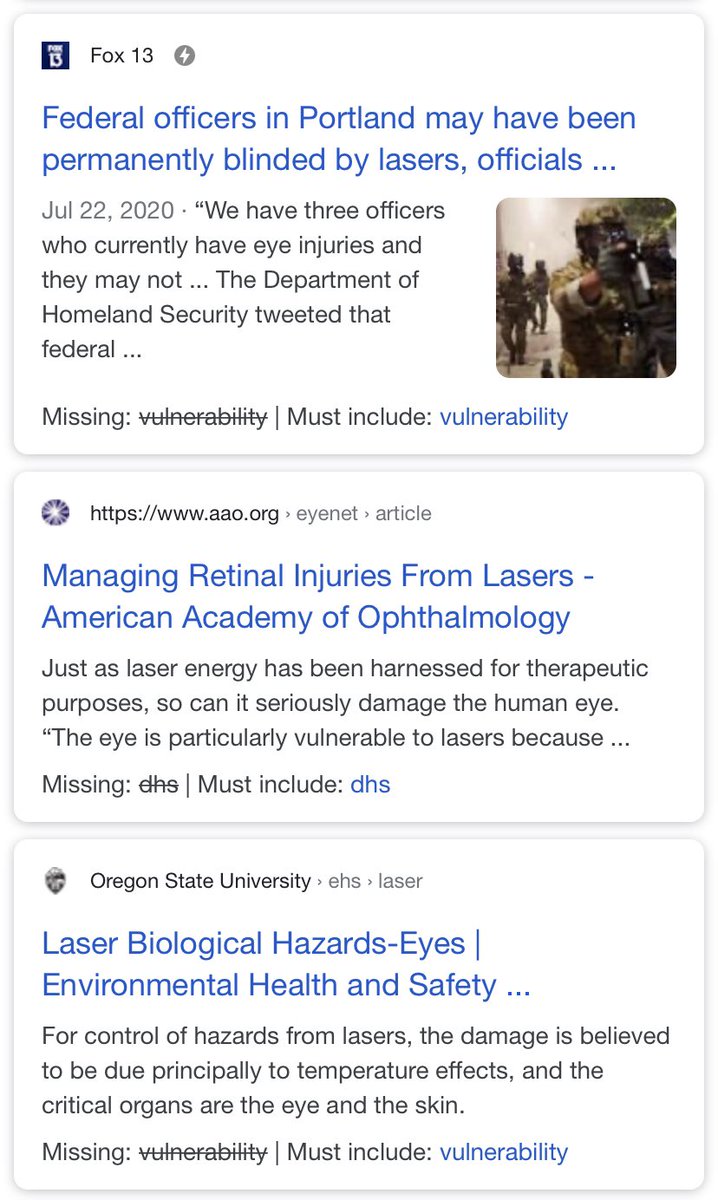 FOX 13
Fox 13
Federal officers in Portland may have been
permanently blinded by lasers, officials ...
Jul 22, 2020 · “We have three officers
who currently have eye injuries and
they may not ... The Department of
Homeland Security tweeted that
federal ...
Missing: vulnerability | Must include: vulnerability
https://www.aao.org › eyenet › article
Managing Retinal Injuries From Lasers -
American Academy of Ophthalmology
Just as laser energy has been harnessed for therapeutic
purposes, so can it seriously damage the human eye.
“The eye is particularly vulnerable to lasers because ...
Missing: dhs | Must include: dhs
Oregon State University › ehs › laser
Laser Biological Hazards-Eyes |
Environmental Health and Safety ...
For control of hazards from lasers, the damage is believed
to be due principally to temperature effects, and the
critical organs are the eye and the skin.
Missing: vulnerability | Must include: vulnerability